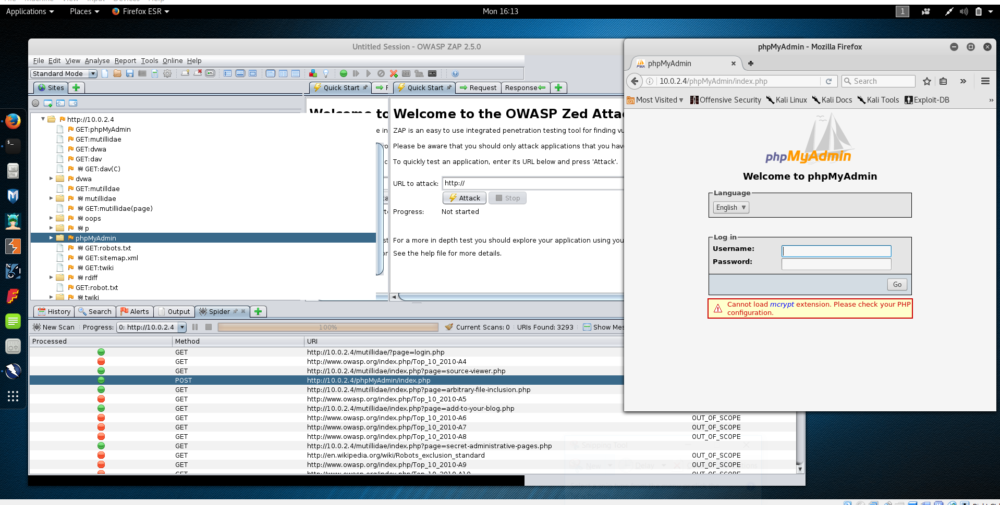 File Machine View Input Devices Help
Applications Places Firefox ESR Mon 16:13 1
Untitled Session - OWASP ZAP 2.5.0
File Edit View Analyse Report Tools Online Help
Standard Mode
Sites
Quick Start
Quick Start Request Response
http://10.0.2.4
GET:phpMyAdmin
GET:mutillidae
GET:dvwa
GET:dav
GET:dav(C)
dvwa
GET:mutilldae
mutillidae
GET:mutillidae(page)
oops
p
phpMyAdmin
GET:robots.txt
GET:sitemap.xml
GET:twiki
rdiff
GET:robot.txt
twiki
Welcome to
Welcome to the OWASP Zed Atta
ZAP is an easy to use integrated penetration testing tool for finding vu
Please be aware that you should only attack applications that you have
To quickly test an application, enter its URL below and press 'Attack'.
URL to attack: http://
Attack Stop
Progress: Not started
For a more in depth test you should explore your application using you
See the help file for more details.
History Search Alerts Output Spider
New Scan Progress: 0: http://10.0.2.4 100% Current Scans: 0 URIs Found: 3293 Show Mes
Processed Method URI
GET http://10.0.2.4/mutillidae/?page=login.php
GET http://www.owasp.org/index.php/Top_10_2010-A4
GET http://10.0.2.4/mutillidae/index.php?page=source-viewer.php
POST http://10.0.2.4/phpMyAdmin/index.php
GET http://10.0.2.4/mutillidae/index.php?page=arbitrary-file-inclusion.php
GET http://www.owasp.org/index.php/Top_10_2010-A5
GET http://10.0.2.4/mutillidae/index.php?page=add-to-your-blog.php
GET http://www.owasp.org/index.php/Top_10_2010-A6 OUT_OF_SCOPE
GET http://www.owasp.org/index.php/Top_10_2010-A7 OUT_OF_SCOPE
GET http://www.owasp.org/index.php/Top_10_2010-A8 OUT_OF_SCOPE
GET http://10.0.2.4/mutillidae/index.php?page=secret-administrative-pages.php
GET http://en.wikipedia.org/wiki/Robots_exclusion_standard OUT_OF_SCOPE
GET http://www.owasp.org/index.php/Top_10_2010-A9 OUT_OF_SCOPE
GET http://www.owasp.org/index.php/Top_10_2010-A10 OUT_OF_SCOPE
Snipping Tool
New Delay
phpMyAdmin - Mozilla Firefox
PMA phpMyAdmin
10.0.2.4/phpMyAdmin/index.php Search
Most Visited Offensive Security Kali Linux Kali Docs Kali Tools Exploit-DB
phpMyAdmin
Welcome to phpMyAdmin
Language
English
Log in
Username:
Password:
Go
Cannot load mcrypt extension. Please check your PHP
configuration.